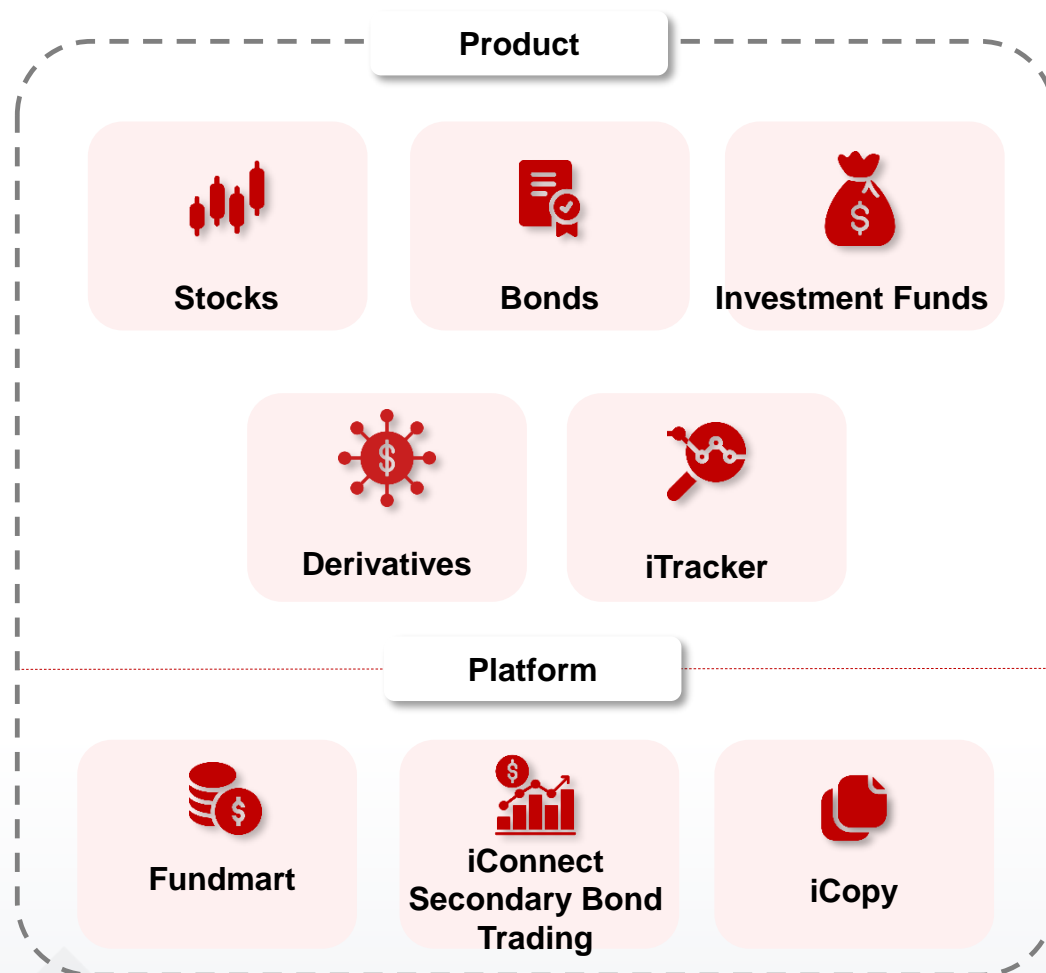 Product
Stocks
Bonds
Investment Funds
Derivatives
iTracker
Platform
Fundmart
iConnect
Secondary Bond
Trading
iCopy